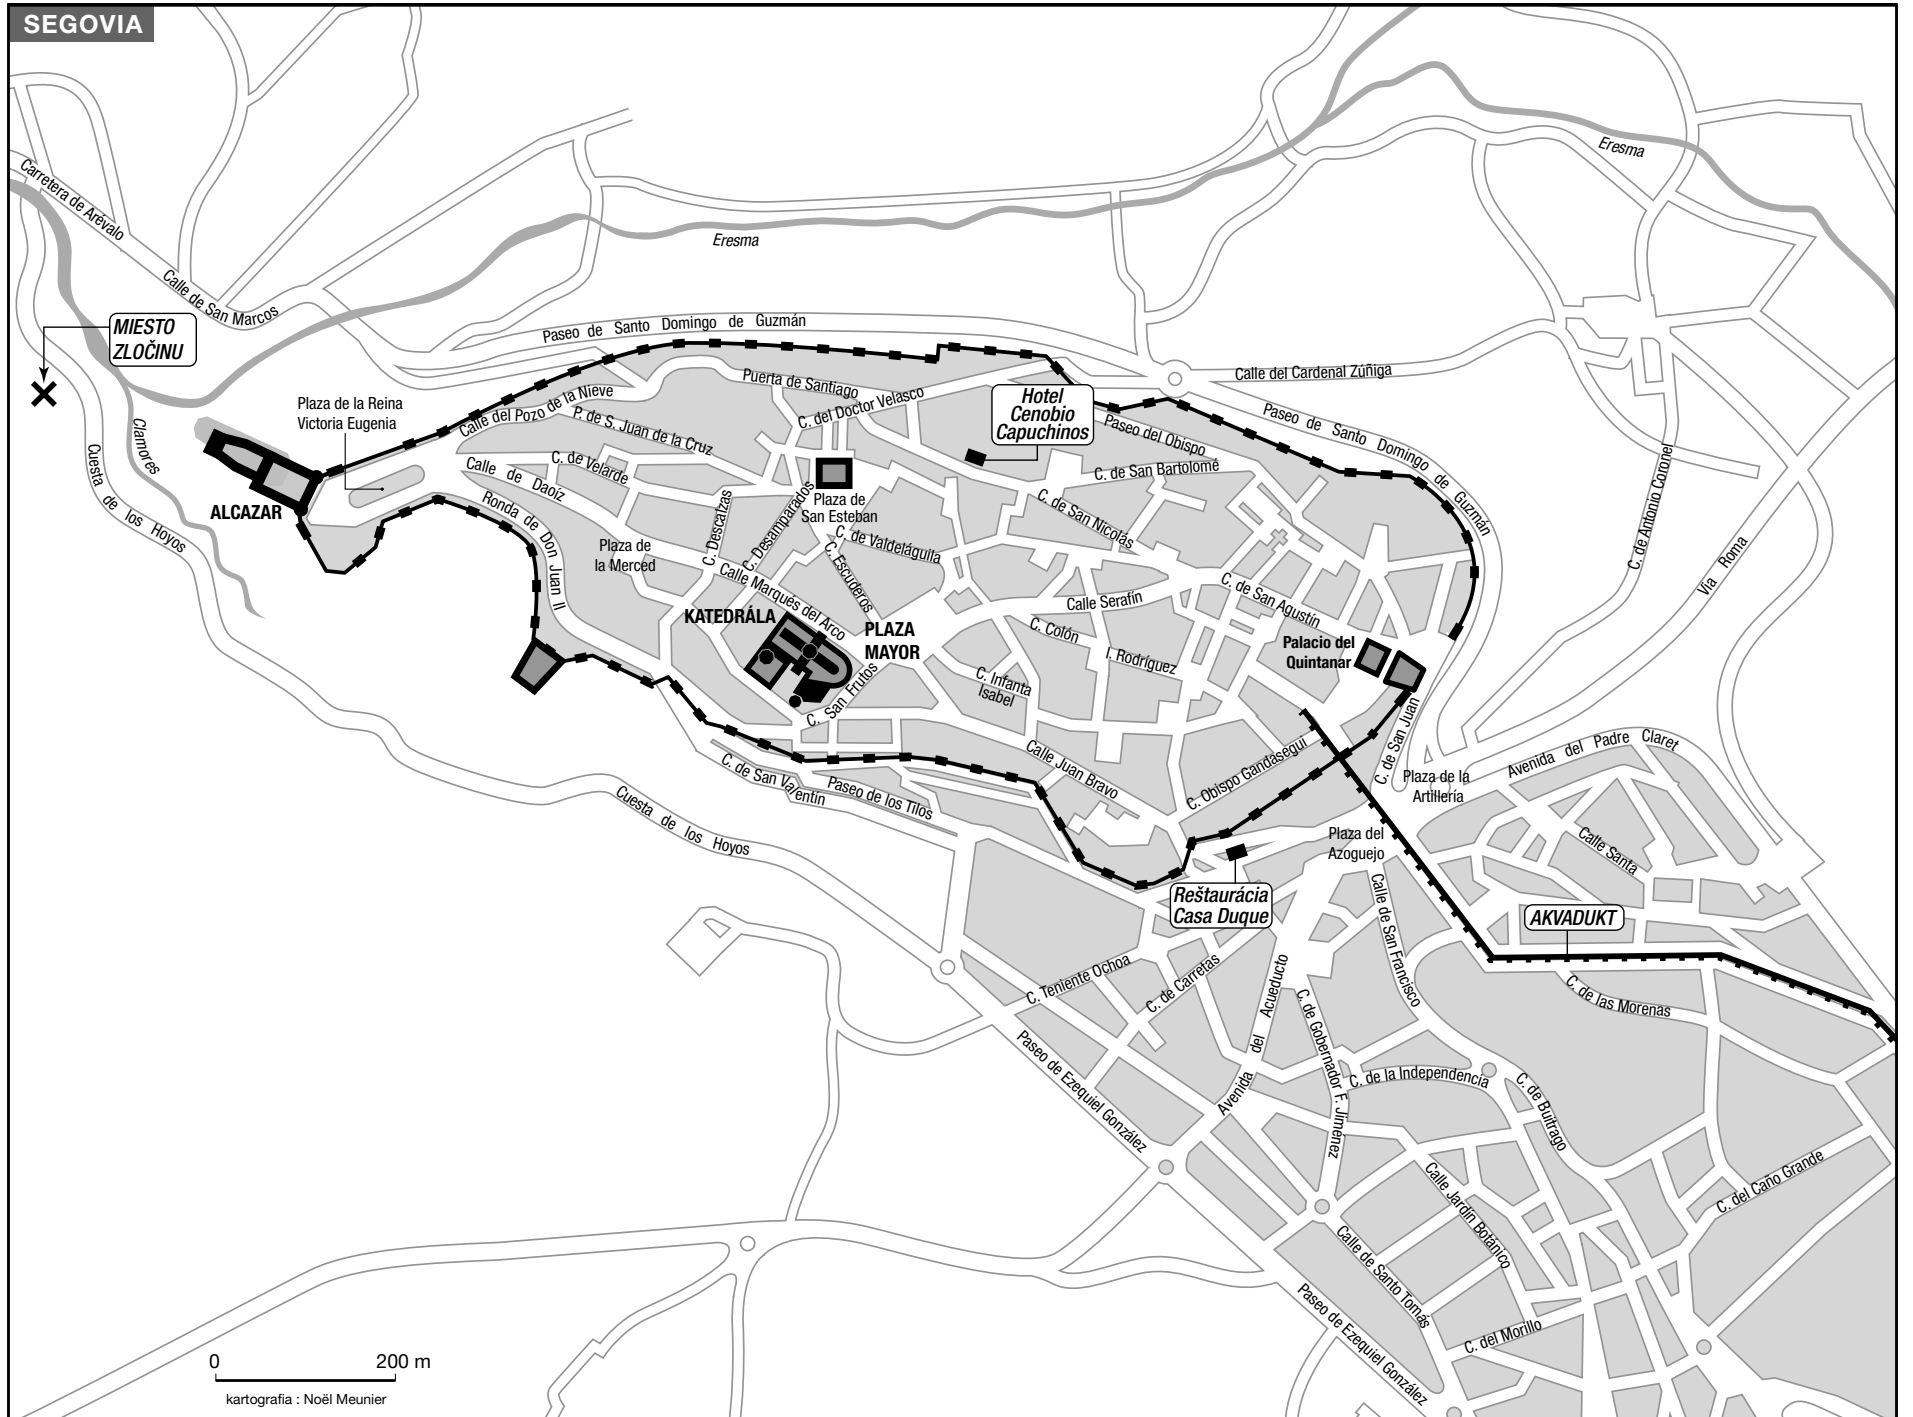 SEGOVIA
Carretera de Arévalo
Calle de San Marcos
Eresma
Eresma
MIESTO
ZLOČINU
Clamores
Cuesta de los Hoyos
Paseo de Santo Domingo de Guzmán
Calle del Cardenal Zúñiga
Paseo de Santo Domingo de Guzmán
Puerta de Santiago
C. del Doctor Velasco
Hotel
Cenobio
Capuchinos
Paseo del Obispo
Plaza de la Reina
Victoria Eugenia
Calle del Pozo de la Nieve
P. de S. Juan de la Cruz
C. de Velarde
Calle de Daoíz
Ronda de Don Juan II
ALCAZAR
C. de San Bartolomé
C. de San Nicolás
Plaza de
San Esteban
C. Descalzas
C. Desamparados
C. de Valdeláguila
C. Escuderos
Plaza de
la Merced
Calle Marqués del Arco
KATEDRÁLA
PLAZA
MAYOR
C. San Frutos
Calle Serafín
C. de San Agustín
C. Colón
I. Rodríguez
C. Infanta
Isabel
Palacio del
Quintanar
C. de San Juan
C. de Antonio Coronel
Via Roma
Avenida del Padre Claret
Plaza de la
Artillería
C. Obispo Gandasegui
Calle Juan Bravo
C. de San Valentín
Paseo de los Tilos
Cuesta de los Hoyos
Plaza del
Azoguejo
Calle Santa
Reštaurácia
Casa Duque
AKVADUKT
Calle de San Francisco
C. de las Morenas
C. Teniente Ochoa
C. de Carretas
Avenida del Acueducto
C. de Gobernador F. Jiménez
C. de la Independencia
C. de Buitrago
Paseo de Ezequiel González
C. del Caño Grande
Calle Jardín Botánico
Calle de Santo Tomás
C. del Morillo
Paseo de Ezequiel González
0 200 m
kartografia : Noël Meunier